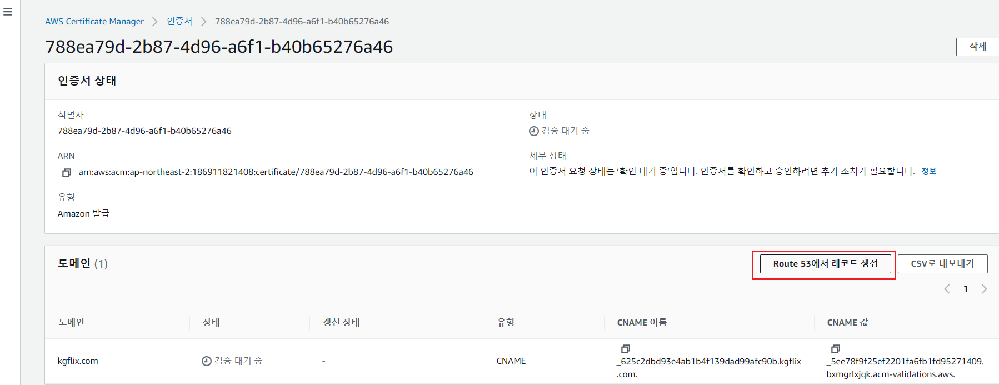 AWS Certificate Manager > 인증서 > 788ea79d-2b87-4d96-a6f1-b40b65276a46
788ea79d-2b87-4d96-a6f1-b40b65276a46
삭제
인증서 상태
식별자
788ea79d-2b87-4d96-a6f1-b40b65276a46
상태
검증 대기 중
ARN
arn:aws:acm:ap-northeast-2:186911821408:certificate/788ea79d-2b87-4d96-a6f1-b40b65276a46
세부 상태
이 인증서 요청 상태는 ‘확인 대기 중’입니다. 인증서를 확인하고 승인하려면 추가 조치가 필요합니다. 정보
유형
Amazon 발급
도메인 (1)
Route 53에서 레코드 생성
CSV로 내보내기
1
도메인 상태 갱신 상태 유형 CNAME 이름 CNAME 값
kgflix.com 검증 대기 중 - CNAME
_625c2dbd93e4ab1b4f139dad99afc90b.kgflix
.com.
_5ee78f9f25ef2201fa6fb1fd95271409.
bxmgrlxjqk.acm-validations.aws.